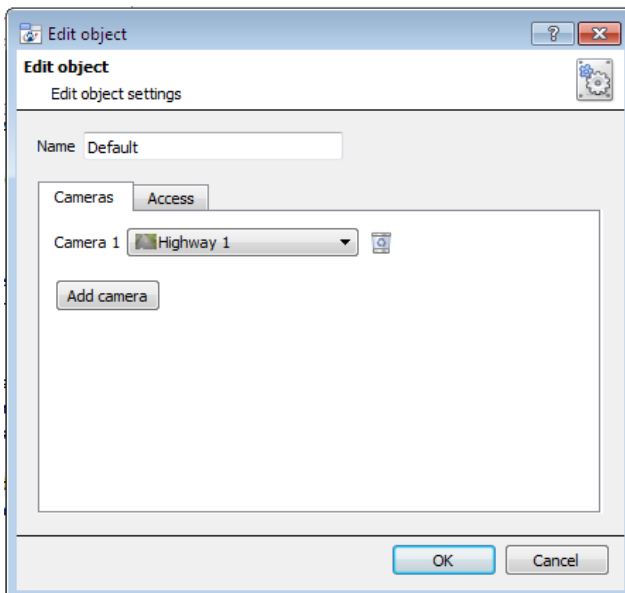 Edit object
Edit object
Edit object settings
Name Default
Cameras Access
Camera 1 Highway 1
Add camera
OK Cancel